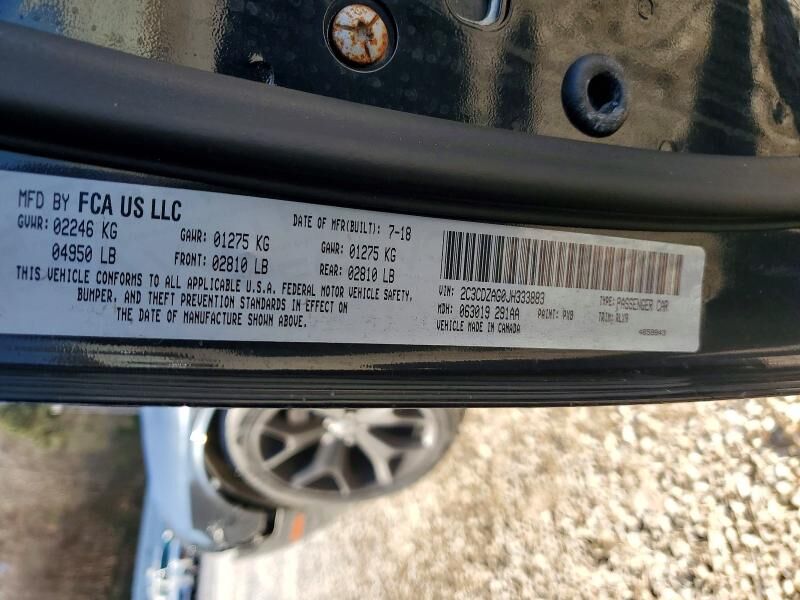 MFD BY FCA US LLC
DATE OF MFR(BUILT): 7-18
GVWR: 02246 KG
GAWR: 01275 KG
GAWR: 01275 KG
04950 LB
FRONT: 02810 LB
REAR: 02810 LB
THIS VEHICLE CONFORMS TO ALL APPLICABLE U.S.A. FEDERAL MOTOR VEHICLE SAFETY,
BUMPER, AND THEFT PREVENTION STANDARDS IN EFFECT ON
THE DATE OF MANUFACTURE SHOWN ABOVE.
VIN: 2C3CDZAG0JH333883
TYPE: PASSENGER CAR
MDH: 063019 291AA
PAINT: PX8
TRIM: RLX9
VEHICLE MADE IN CANADA